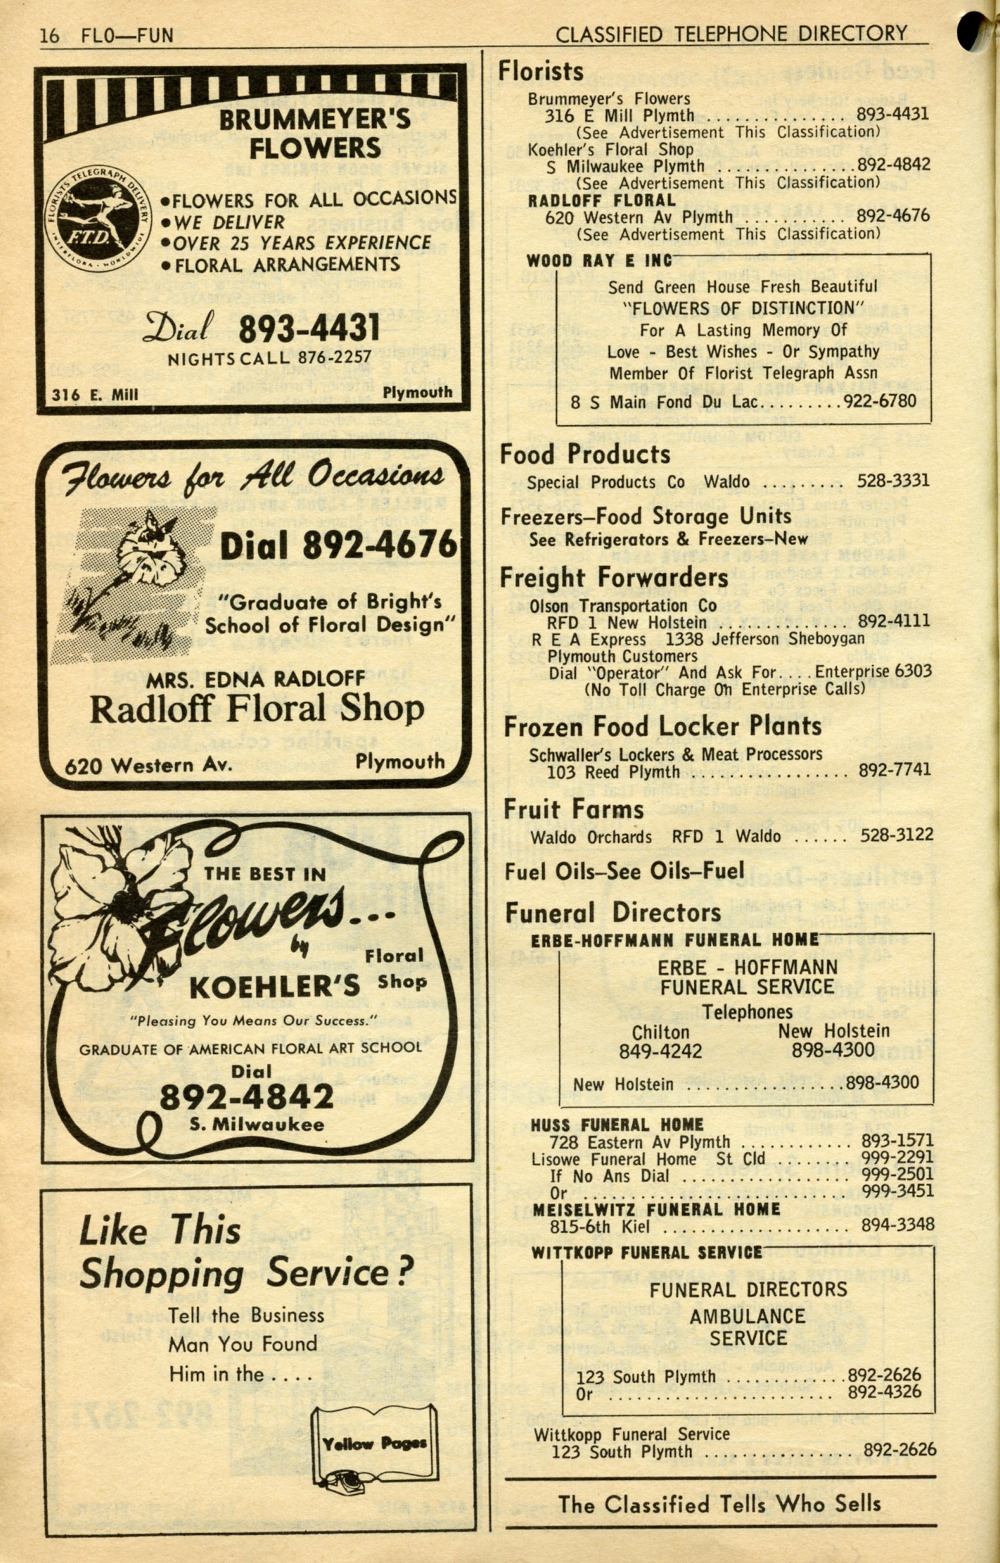 16 FLO—FUN
CLASSIFIED TELEPHONE DIRECTORY
BRUMMEYER'S
FLOWERS
FLORISTS TELEGRAPH DELIVERY
F.T.D.
INTERFLORA - WORLDWIDE
•FLOWERS FOR ALL OCCASIONS
•WE DELIVER
•OVER 25 YEARS EXPERIENCE
•FLORAL ARRANGEMENTS
Dial 893-4431
NIGHTS CALL 876-2257
316 E. Mill Plymouth
Flowers for All Occasions
Dial 892-4676
"Graduate of Bright's
School of Floral Design"
MRS. EDNA RADLOFF
Radloff Floral Shop
620 Western Av. Plymouth
THE BEST IN
Flowers...
by
KOEHLER'S Floral
Shop
"Pleasing You Means Our Success."
GRADUATE OF AMERICAN FLORAL ART SCHOOL
Dial
892-4842
S. Milwaukee
Like This
Shopping Service?
Tell the Business
Man You Found
Him in the . . . .
Yellow Pages
Florists
Brummeyer's Flowers
316 E Mill Plymth ............... 893-4431
(See Advertisement This Classification)
Koehler's Floral Shop
S Milwaukee Plymth ............. 892-4842
(See Advertisement This Classification)
RADLOFF FLORAL
620 Western Av Plymth ........... 892-4676
(See Advertisement This Classification)
WOOD RAY E INC
Send Green House Fresh Beautiful
"FLOWERS OF DISTINCTION"
For A Lasting Memory Of
Love - Best Wishes - Or Sympathy
Member Of Florist Telegraph Assn
8 S Main Fond Du Lac.........922-6780
Food Products
Special Products Co Waldo ......... 528-3331
Freezers—Food Storage Units
See Refrigerators & Freezers—New
Freight Forwarders
Olson Transportation Co
RFD 1 New Holstein ............... 892-4111
R E A Express 1338 Jefferson Sheboygan
Plymouth Customers
Dial "Operator" And Ask For....Enterprise 6303
(No Toll Charge On Enterprise Calls)
Frozen Food Locker Plants
Schwaller's Lockers & Meat Processors
103 Reed Plymth ................. 892-7741
Fruit Farms
Waldo Orchards RFD 1 Waldo ...... 528-3122
Fuel Oils—See Oils—Fuel
Funeral Directors
ERBE-HOFFMANN FUNERAL HOME
ERBE - HOFFMANN
FUNERAL SERVICE
Telephones
Chilton New Holstein
849-4242 898-4300
New Holstein ..................898-4300
HUSS FUNERAL HOME
728 Eastern Av Plymth ............ 893-1571
Lisowe Funeral Home St Cld ........ 999-2291
If No Ans Dial .................. 999-2501
Or ............................. 999-3451
MEISELWITZ FUNERAL HOME
815-6th Kiel .................... 894-3348
WITTKOPP FUNERAL SERVICE
FUNERAL DIRECTORS
AMBULANCE
SERVICE
123 South Plymth .............892-2626
Or ......................... 892-4326
Wittkopp Funeral Service
123 South Plymth ................ 892-2626
The Classified Tells Who Sells